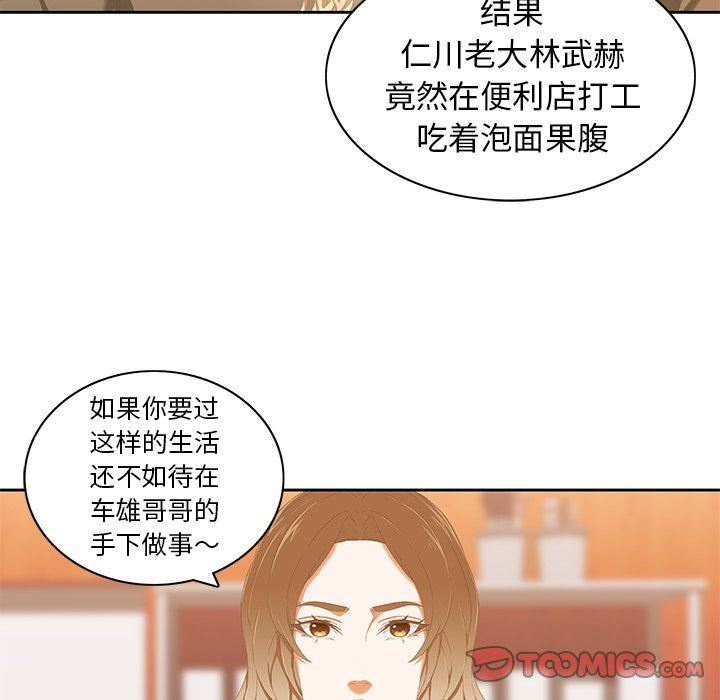 结果
仁川老大林武赫
竟然在便利店打工
吃着泡面果腹
如果你要过
这样的生活
还不如待在
车雄哥哥的
手下做事～
TOOMICS.COM